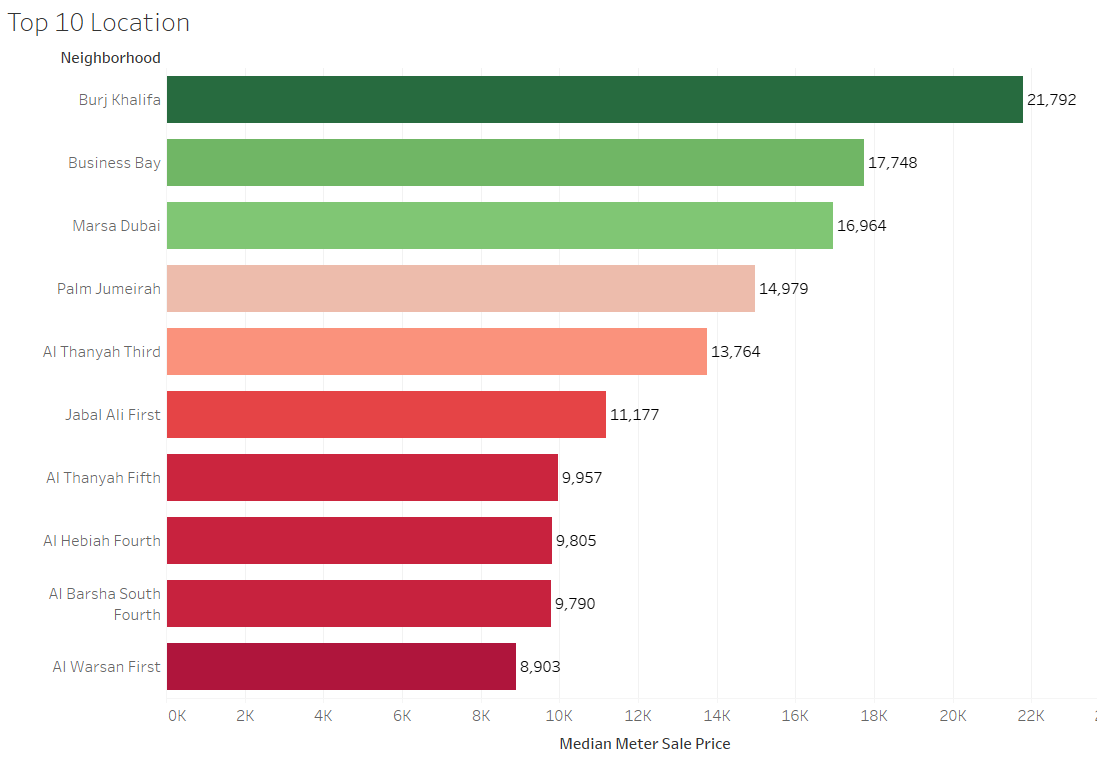 Top 10 Location
Neighborhood
Burj Khalifa
21,792
Business Bay
17,748
Marsa Dubai
16,964
Palm Jumeirah
14,979
Al Thanyah Third
13,764
Jabal Ali First
11,177
Al Thanyah Fifth
9,957
Al Hebiah Fourth
9,805
Al Barsha South
Fourth
9,790
Al Warsan First
8,903
0K 2K 4K 6K 8K 10K 12K 14K 16K 18K 20K 22K
Median Meter Sale Price